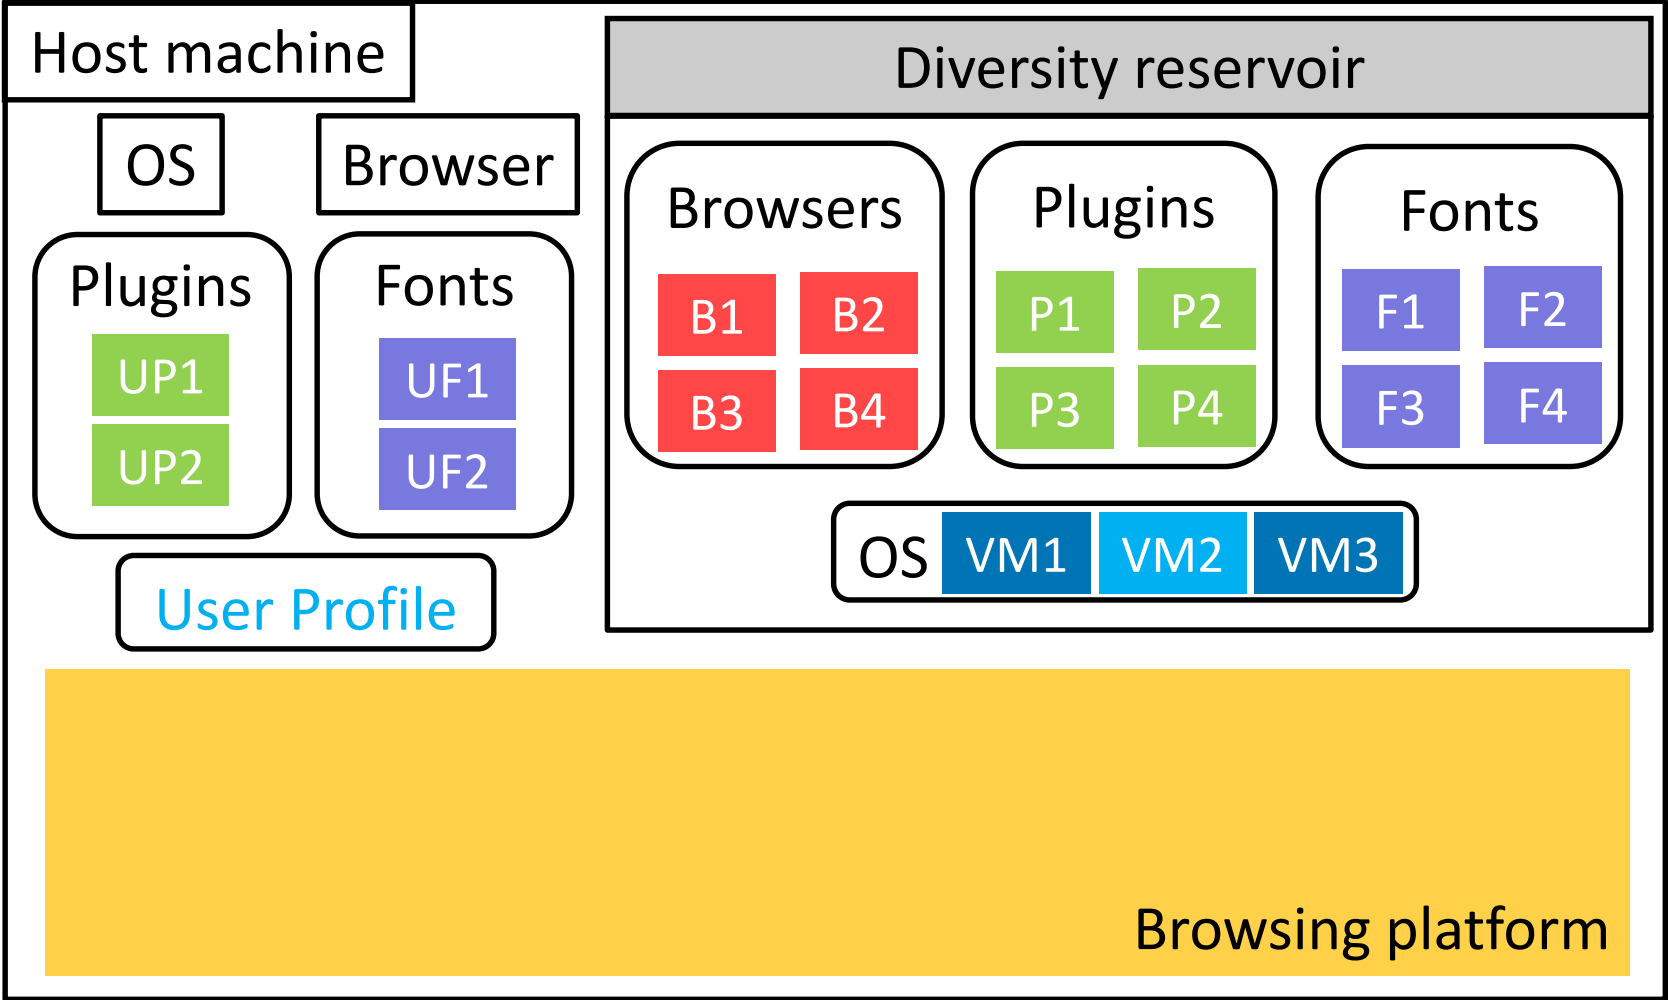 Host machine
OS
Browser
Plugins
UP1
UP2
Fonts
UF1
UF2
User Profile
Diversity reservoir
Browsers
B1 B2
B3 B4
Plugins
P1 P2
P3 P4
Fonts
F1 F2
F3 F4
OS VM1 VM2 VM3
Browsing platform